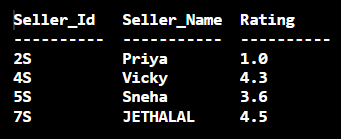 Seller_Id Seller_Name Rating
---------- ----------- ----------
2S Priya 1.0
4S Vicky 4.3
5S Sneha 3.6
7S JETHALAL 4.5